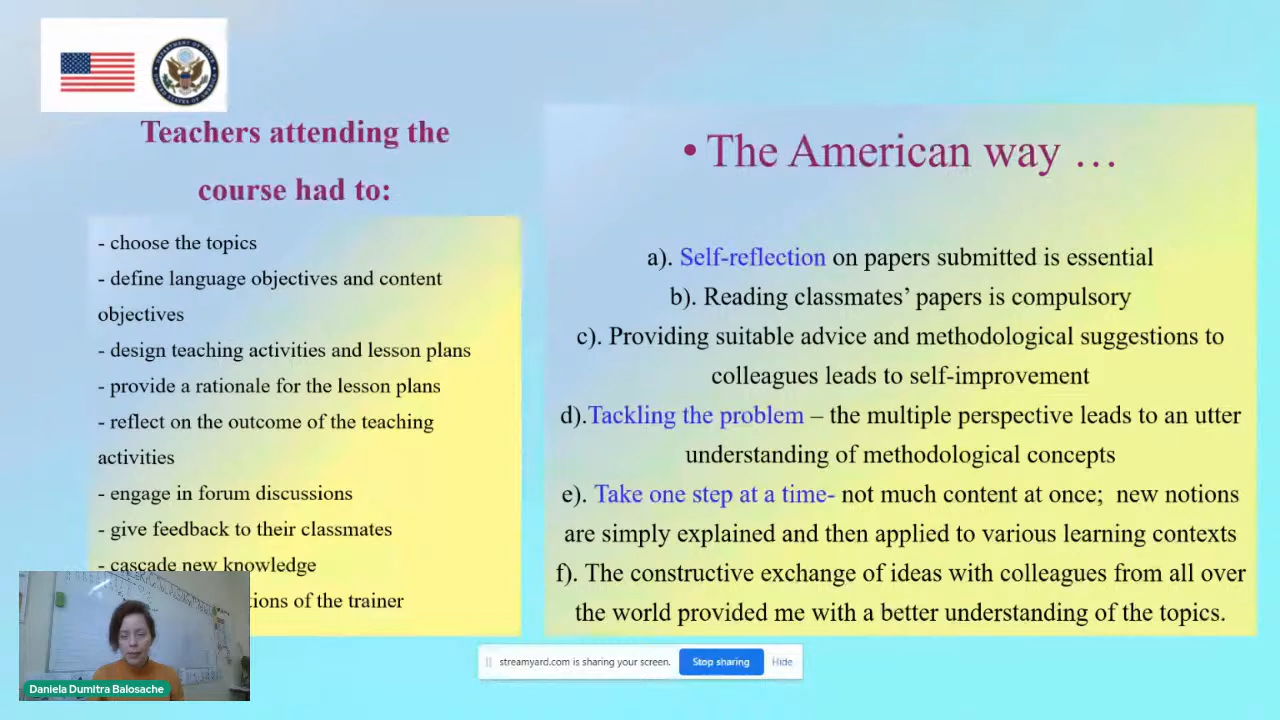 Teachers attending the
course had to:
- choose the topics
- define language objectives and content
objectives
- design teaching activities and lesson plans
- provide a rationale for the lesson plans
- reflect on the outcome of the teaching
activities
- engage in forum discussions
- give feedback to their classmates
- cascade new knowledge
of the trainer
• The American way …
a). Self-reflection on papers submitted is essential
b). Reading classmates’ papers is compulsory
c). Providing suitable advice and methodological suggestions to
colleagues leads to self-improvement
d).Tackling the problem – the multiple perspective leads to an utter
understanding of methodological concepts
e). Take one step at a time- not much content at once;  new notions
are simply explained and then applied to various learning contexts
f). The constructive exchange of ideas with colleagues from all over
the world provided me with a better understanding of the topics.
streamyard.com is sharing your screen. Stop sharing Hide
Daniela Dumitra Balosache